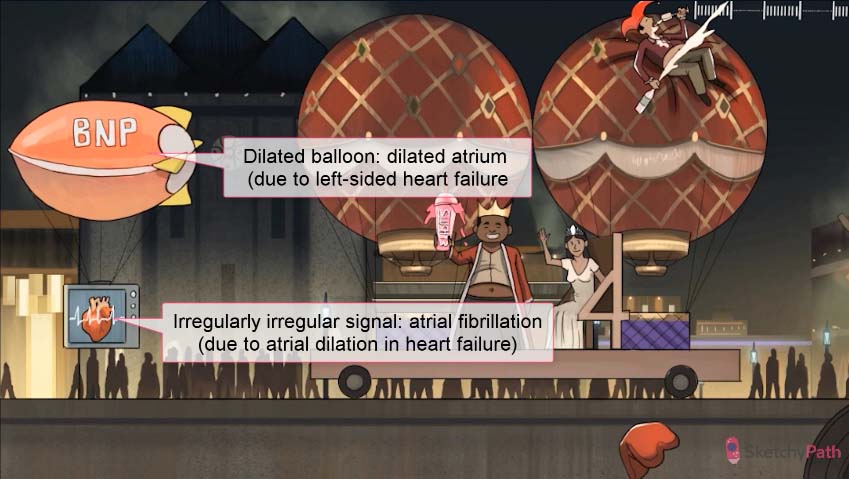 BNP
Dilated balloon: dilated atrium
(due to left-sided heart failure
Irregularly irregular signal: atrial fibrillation
(due to atrial dilation in heart failure)
4
SketchyPath